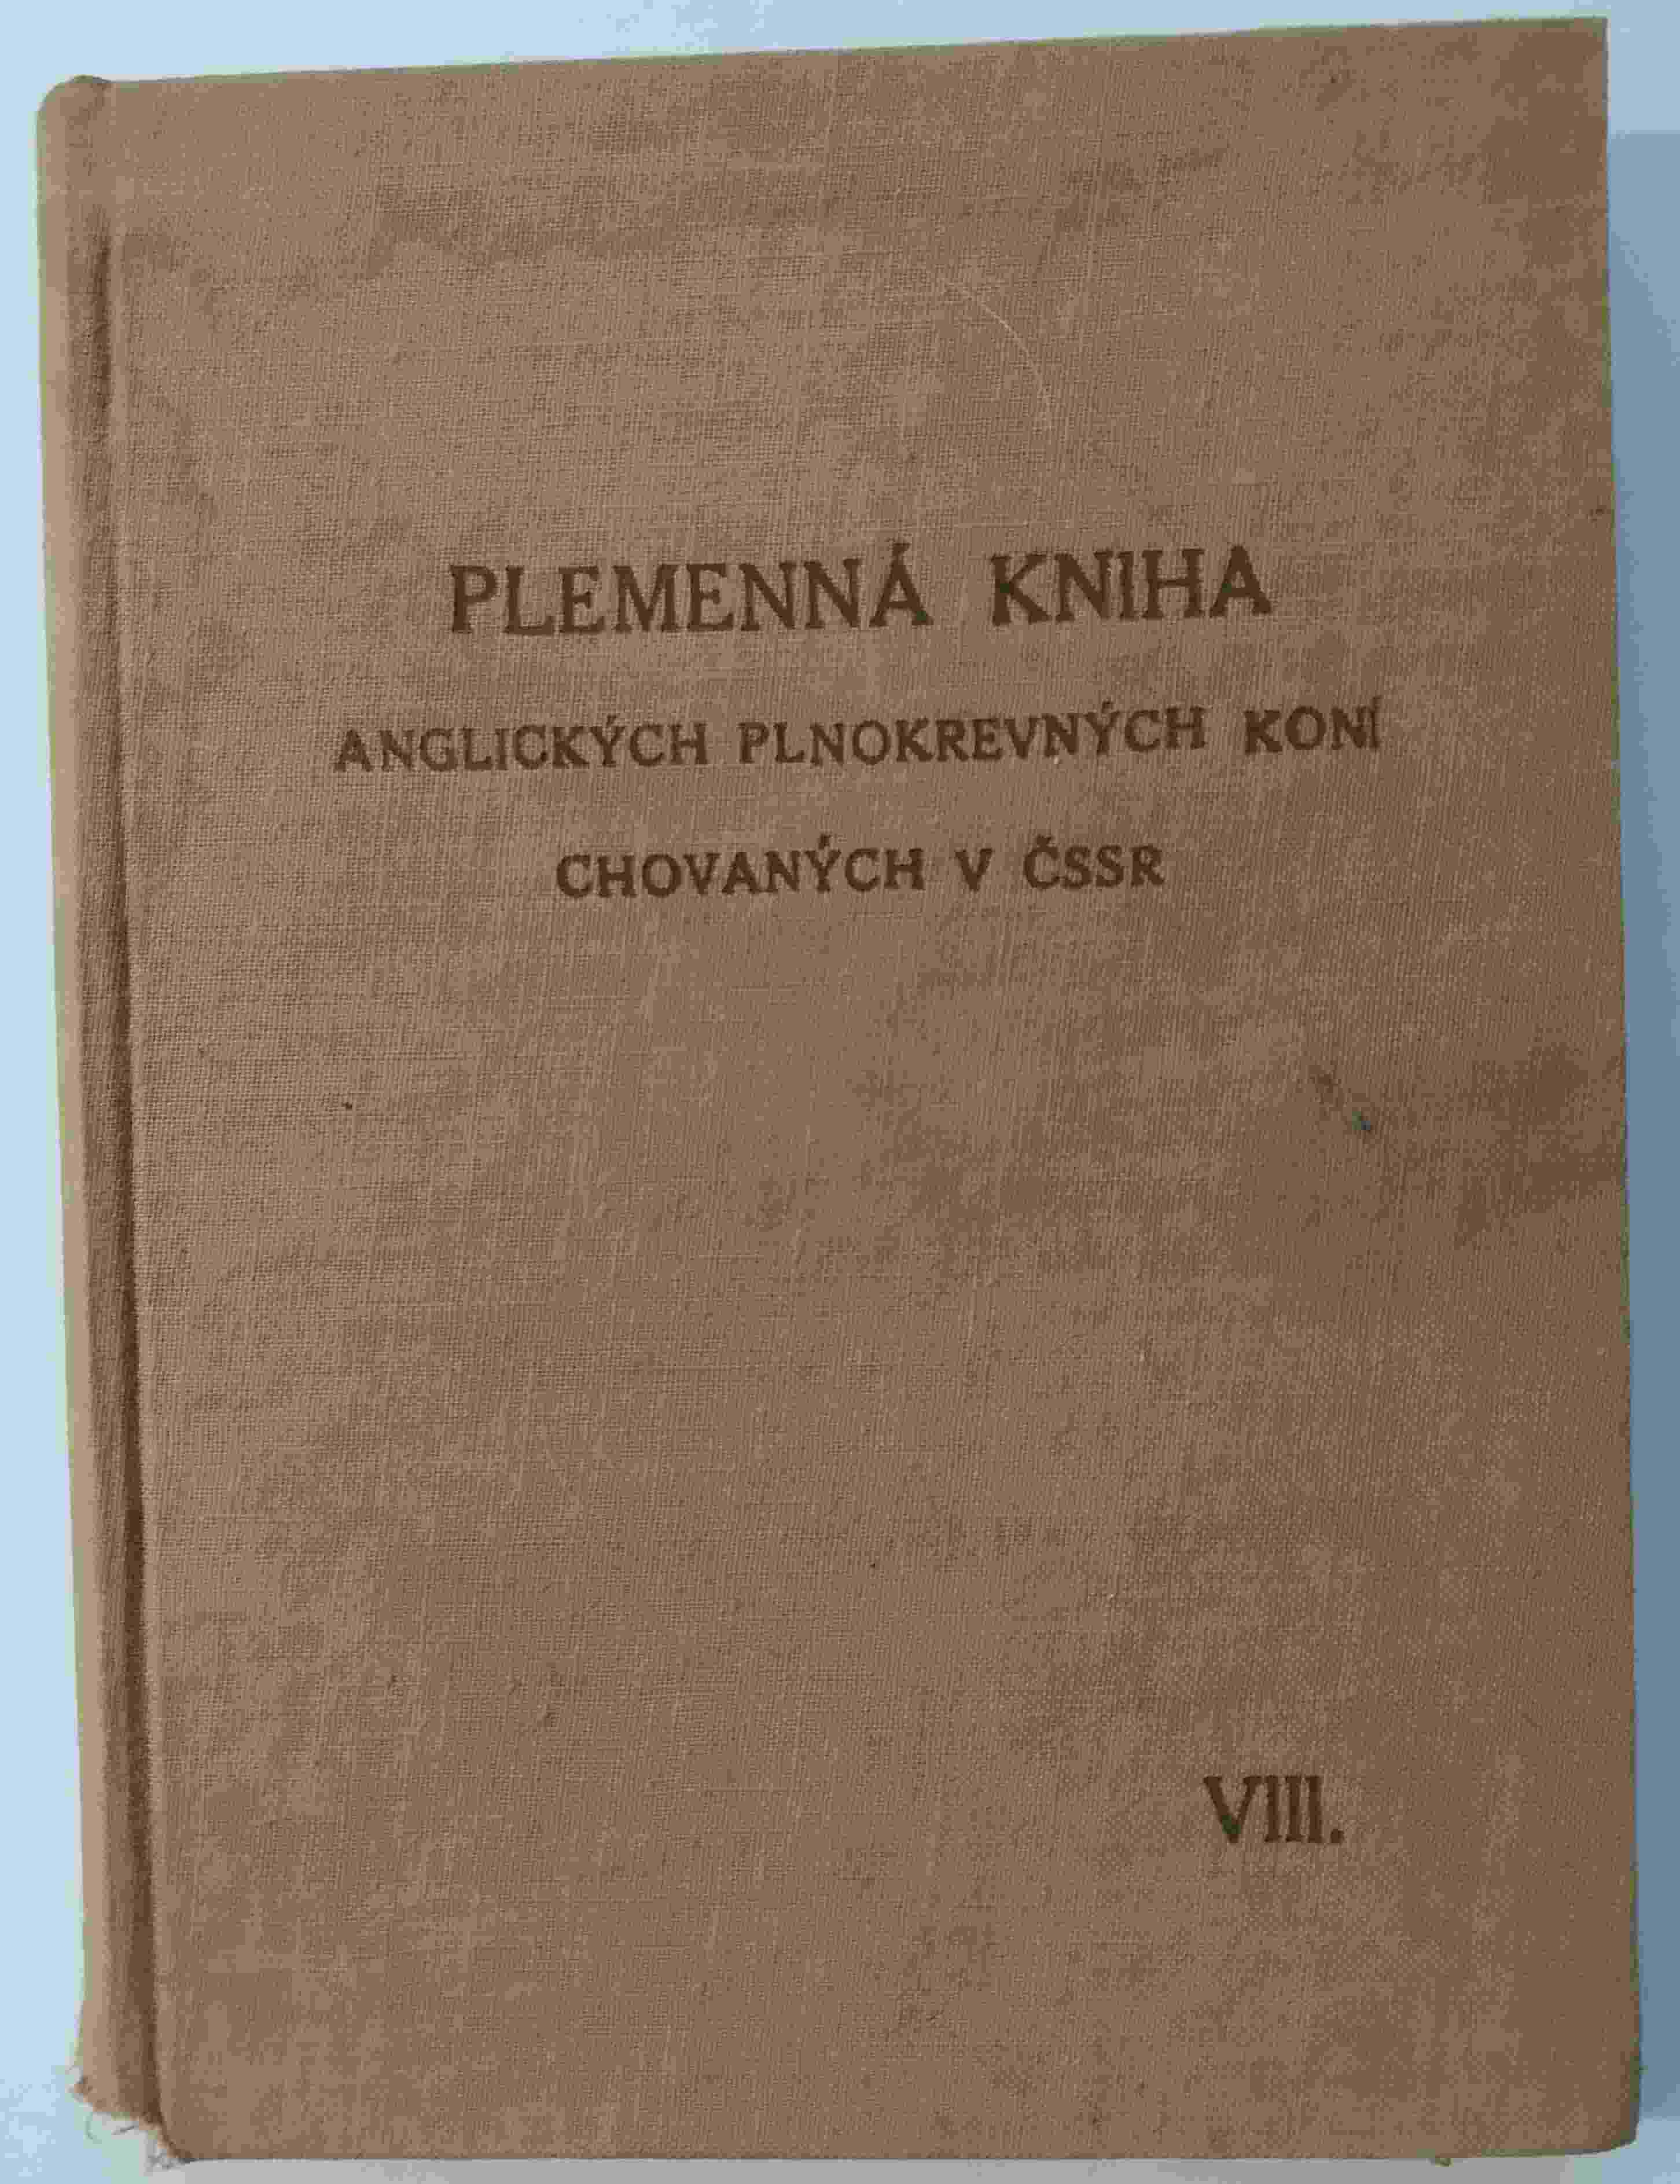 PLEMENNÁ KNIHA
ANGLICKÝCH PLNOKREVNÝCH KONÍ
CHOVANÝCH V ČSSR
VIII.